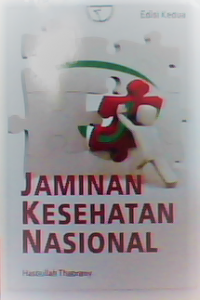 Edisi Kedua
JAMINAN
KESEHATAN
NASIONAL
Hasbullah Thabrany